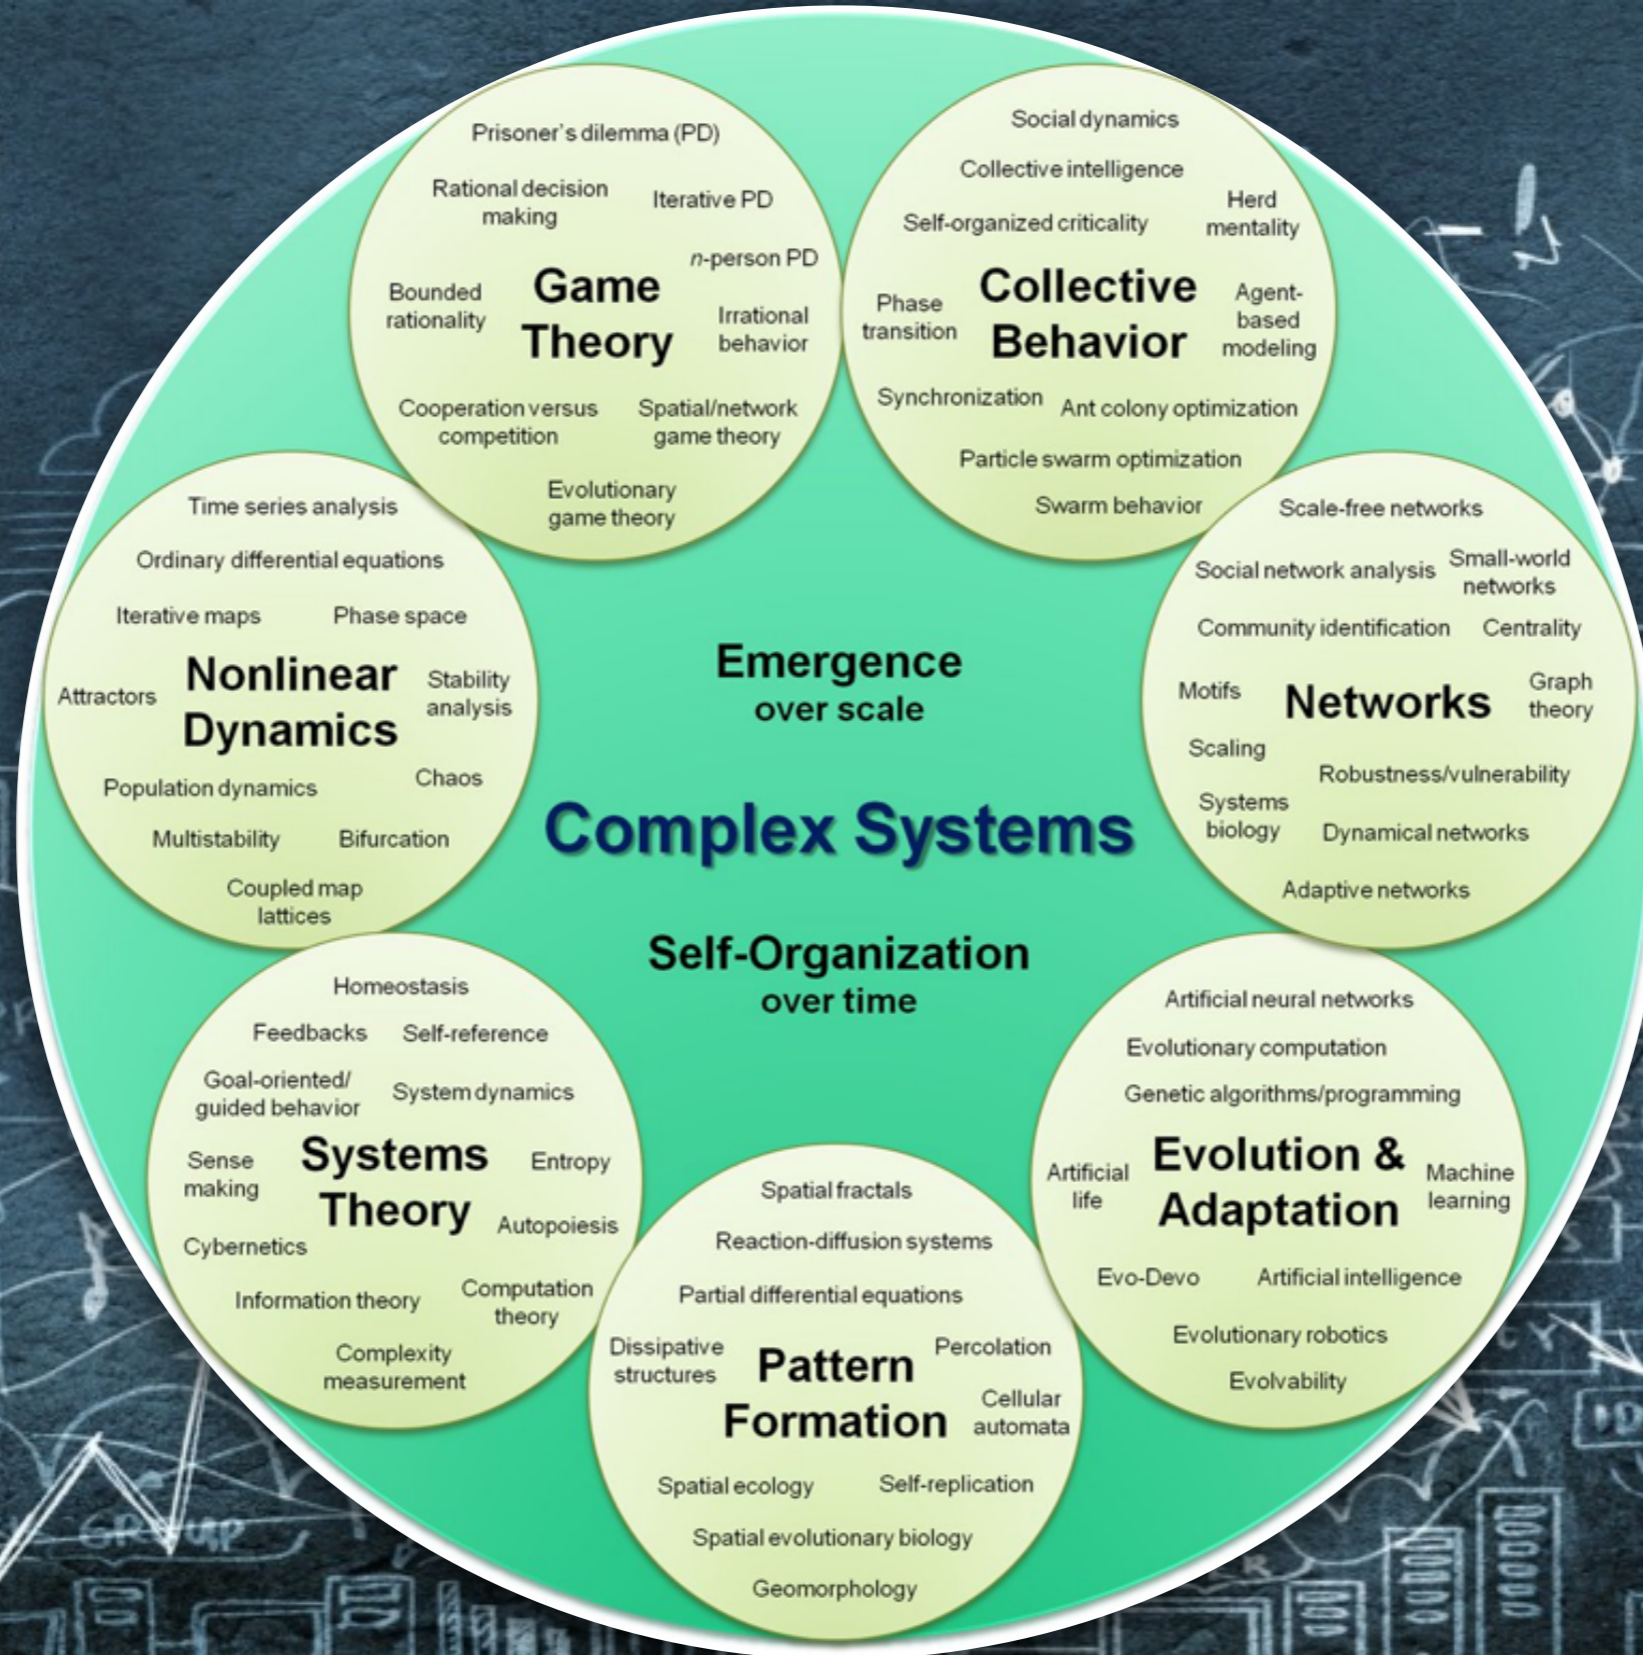 Prisoner's dilemma (PD)
Rational decision
making
Iterative PD
n-person PD
Game
Theory
Bounded
rationality
Irrational
behavior
Cooperation versus
competition
Spatial/network
game theory
Evolutionary
game theory
Social dynamics
Collective intelligence
Herd
mentality
Self-organized criticality
Collective
Behavior
Phase
transition
Agent-
based
modeling
Synchronization
Ant colony optimization
Particle swarm optimization
Swarm behavior
Time series analysis
Ordinary differential equations
Iterative maps
Phase space
Nonlinear
Dynamics
Attractors
Stability
analysis
Population dynamics
Chaos
Multistability
Bifurcation
Coupled map
lattices
Emergence
over scale
Complex Systems
Self-Organization
over time
Scale-free networks
Social network analysis
Small-world
networks
Community identification
Centrality
Motifs
Networks
Graph
theory
Scaling
Robustness/vulnerability
Systems
biology
Dynamical networks
Adaptive networks
Homeostasis
Feedbacks
Self-reference
Goal-oriented/
guided behavior
System dynamics
Sense
making
Systems
Theory
Entropy
Autopoiesis
Cybernetics
Information theory
Computation
theory
Complexity
measurement
Spatial fractals
Reaction-diffusion systems
Partial differential equations
Dissipative
structures
Pattern
Formation
Percolation
Cellular
automata
Spatial ecology
Self-replication
Spatial evolutionary biology
Geomorphology
Artificial neural networks
Evolutionary computation
Genetic algorithms/programming
Artificial
life
Evolution &
Adaptation
Machine
learning
Evo-Devo
Artificial intelligence
Evolutionary robotics
Evolvability
GROUP